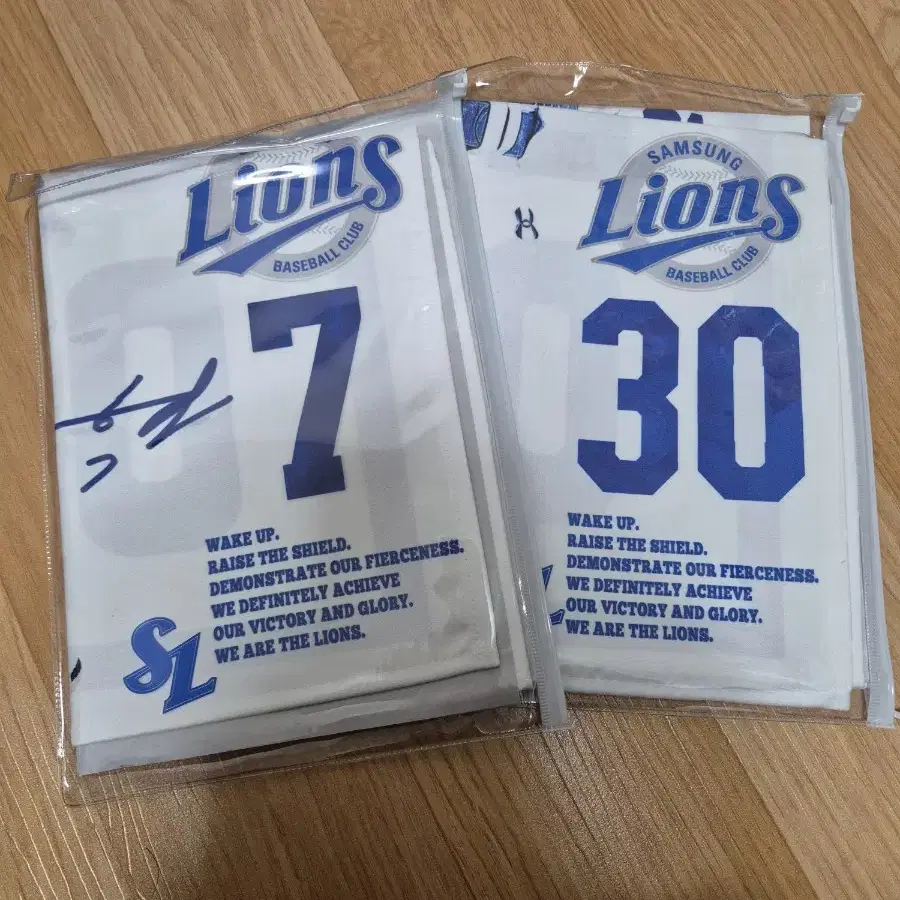 Lions
BASEBALL CLUB
7
WAKE UP.
RAISE THE SHIELD.
DEMONSTRATE OUR FIERCENESS.
WE DEFINITELY ACHIEVE
OUR VICTORY AND GLORY.
WE ARE THE LIONS.
SL
SAMSUNG
Lions
BASEBALL CLUB
30
WAKE UP.
RAISE THE SHIELD.
DEMONSTRATE OUR FIERCENESS.
WE DEFINITELY ACHIEVE
OUR VICTORY AND GLORY.
WE ARE THE LIONS.